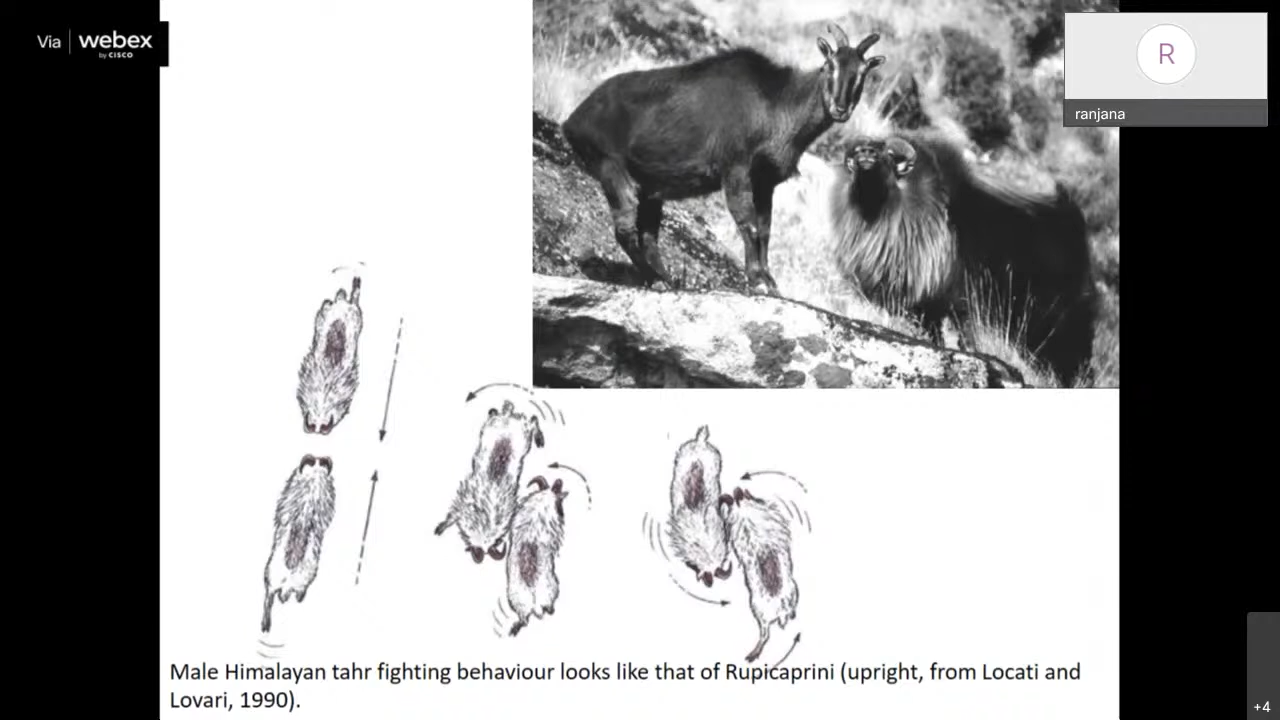 Via webex
by CISCO
R
ranjana
Male Himalayan tahr fighting behaviour looks like that of Rupicaprini (upright, from Locati and
Lovari, 1990).
+4